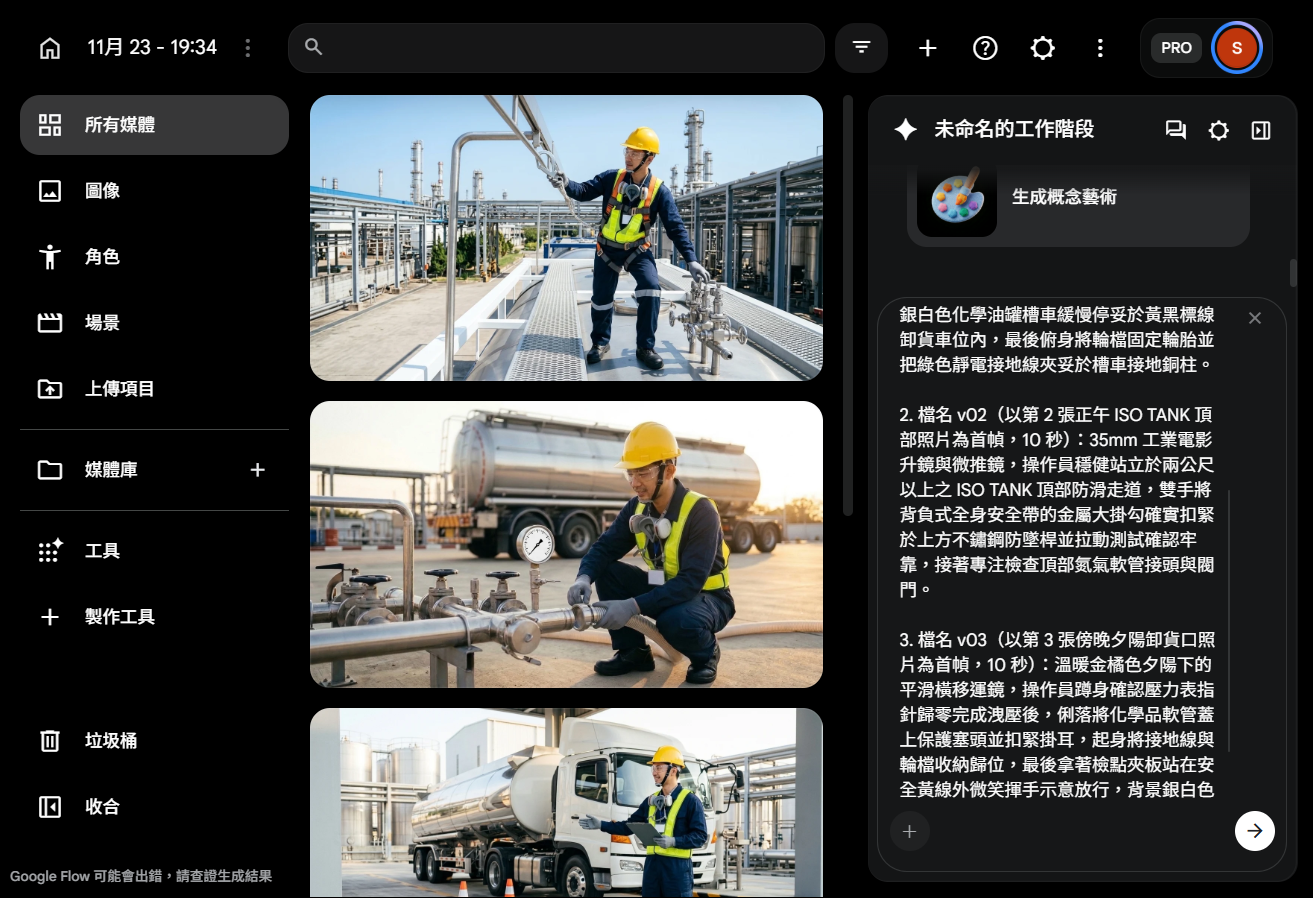 11月 23 - 19:34
PRO
S
所有媒體
圖像
角色
場景
上傳項目
媒體庫
工具
製作工具
垃圾桶
收合
Google Flow 可能會出錯，請查證生成結果
未命名的工作階段
生成概念藝術
銀白色化學油罐槽車緩慢停妥於黃黑標線
卸貨車位內，最後俯身將輪檔固定輪胎並
把綠色靜電接地線夾妥於槽車接地銅柱。
2. 檔名 v02（以第 2 張正午 ISO TANK 頂
部照片為首幀，10 秒）：35mm 工業電影
升鏡與微推鏡，操作員穩健站立於兩公尺
以上之 ISO TANK 頂部防滑走道，雙手將
背負式全身安全帶的金屬大掛勾確實扣緊
於上方不鏽鋼防墜桿並拉動測試確認牢
靠，接著專注檢查頂部氮氣軟管接頭與閥
門。
3. 檔名 v03（以第 3 張傍晚夕陽卸貨口照
片為首幀，10 秒）：溫暖金橘色夕陽下的
平滑橫移運鏡，操作員蹲身確認壓力表指
針歸零完成洩壓後，俐落將化學品軟管蓋
上保護塞頭並扣緊掛耳，起身將接地線與
輪檔收納歸位，最後拿著檢點夾板站在安
全黃線外微笑揮手示意放行，背景銀白色